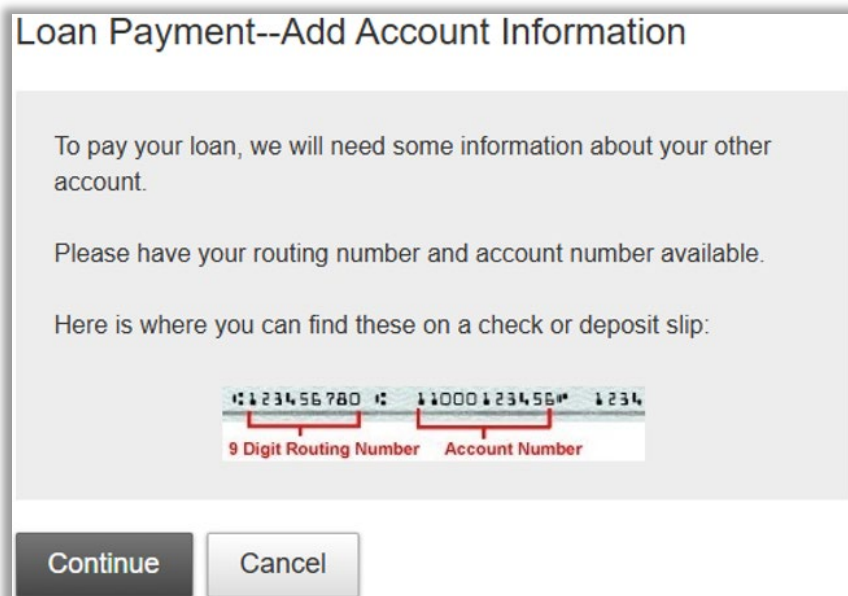 Loan Payment--Add Account Information
To pay your loan, we will need some information about your other
account.
Please have your routing number and account number available.
Here is where you can find these on a check or deposit slip:
⑆123456780 ⑆ 11000123456⑈ 1234
9 Digit Routing Number Account Number
Continue Cancel